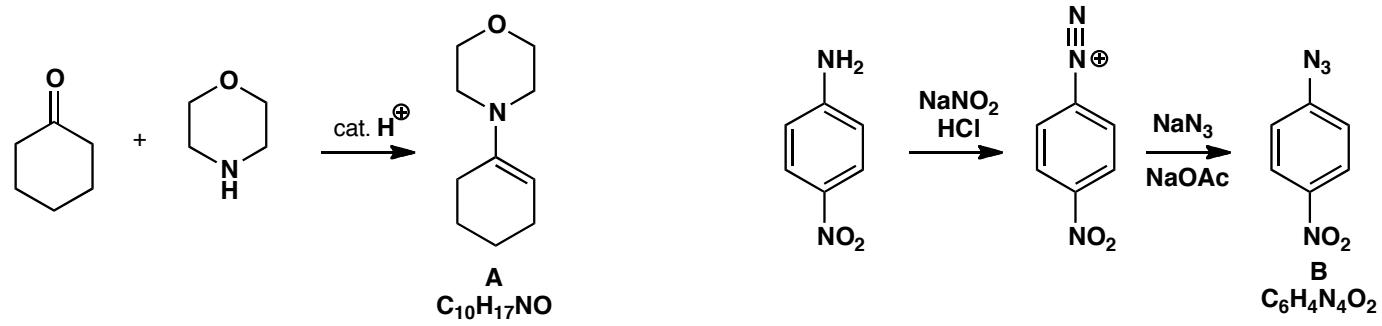 O
+
O
N
H
cat. H⊕
O
N
A
C₁₀H₁₇NO
NH₂
NO₂
NaNO₂
HCl
N
N⊕
NO₂
NaN₃
NaOAc
N₃
NO₂
B
C₆H₄N₄O₂